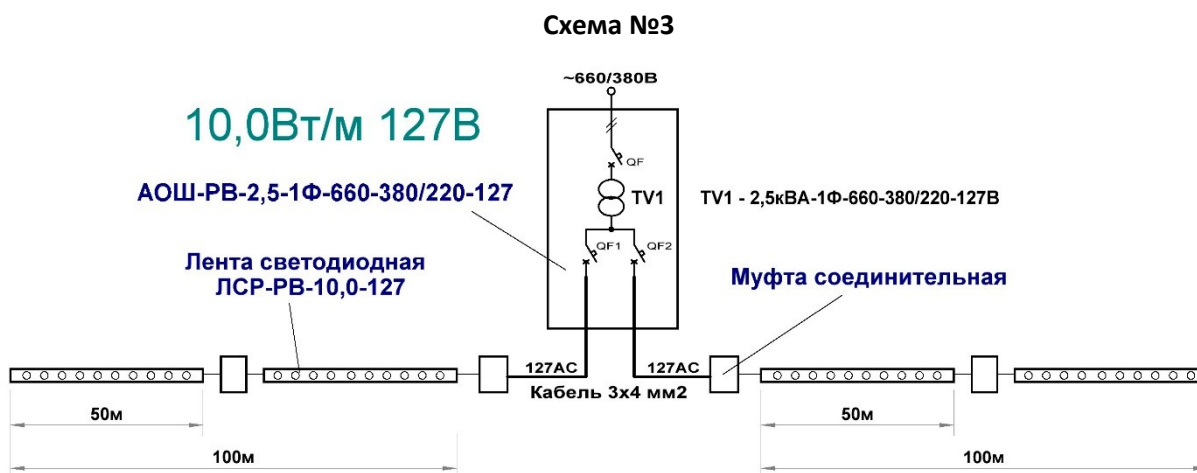 Схема №3
~660/380В
10,0Вт/м 127В
QF
АОШ-РВ-2,5-1Ф-660-380/220-127
TV1
TV1 - 2,5кВА-1Ф-660-380/220-127В
QF1
QF2
Лента светодиодная
ЛСР-РВ-10,0-127
Муфта соединительная
127АС
127АС
Кабель 3х4 мм2
50м
50м
100м
100м